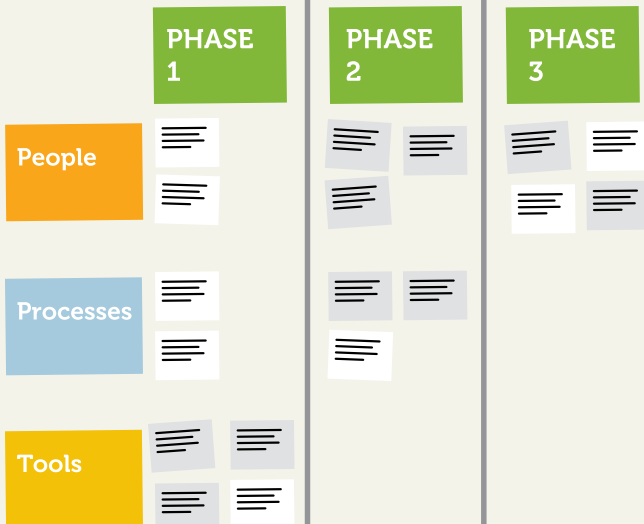 PHASE
1
PHASE
2
PHASE
3
People
Processes
Tools